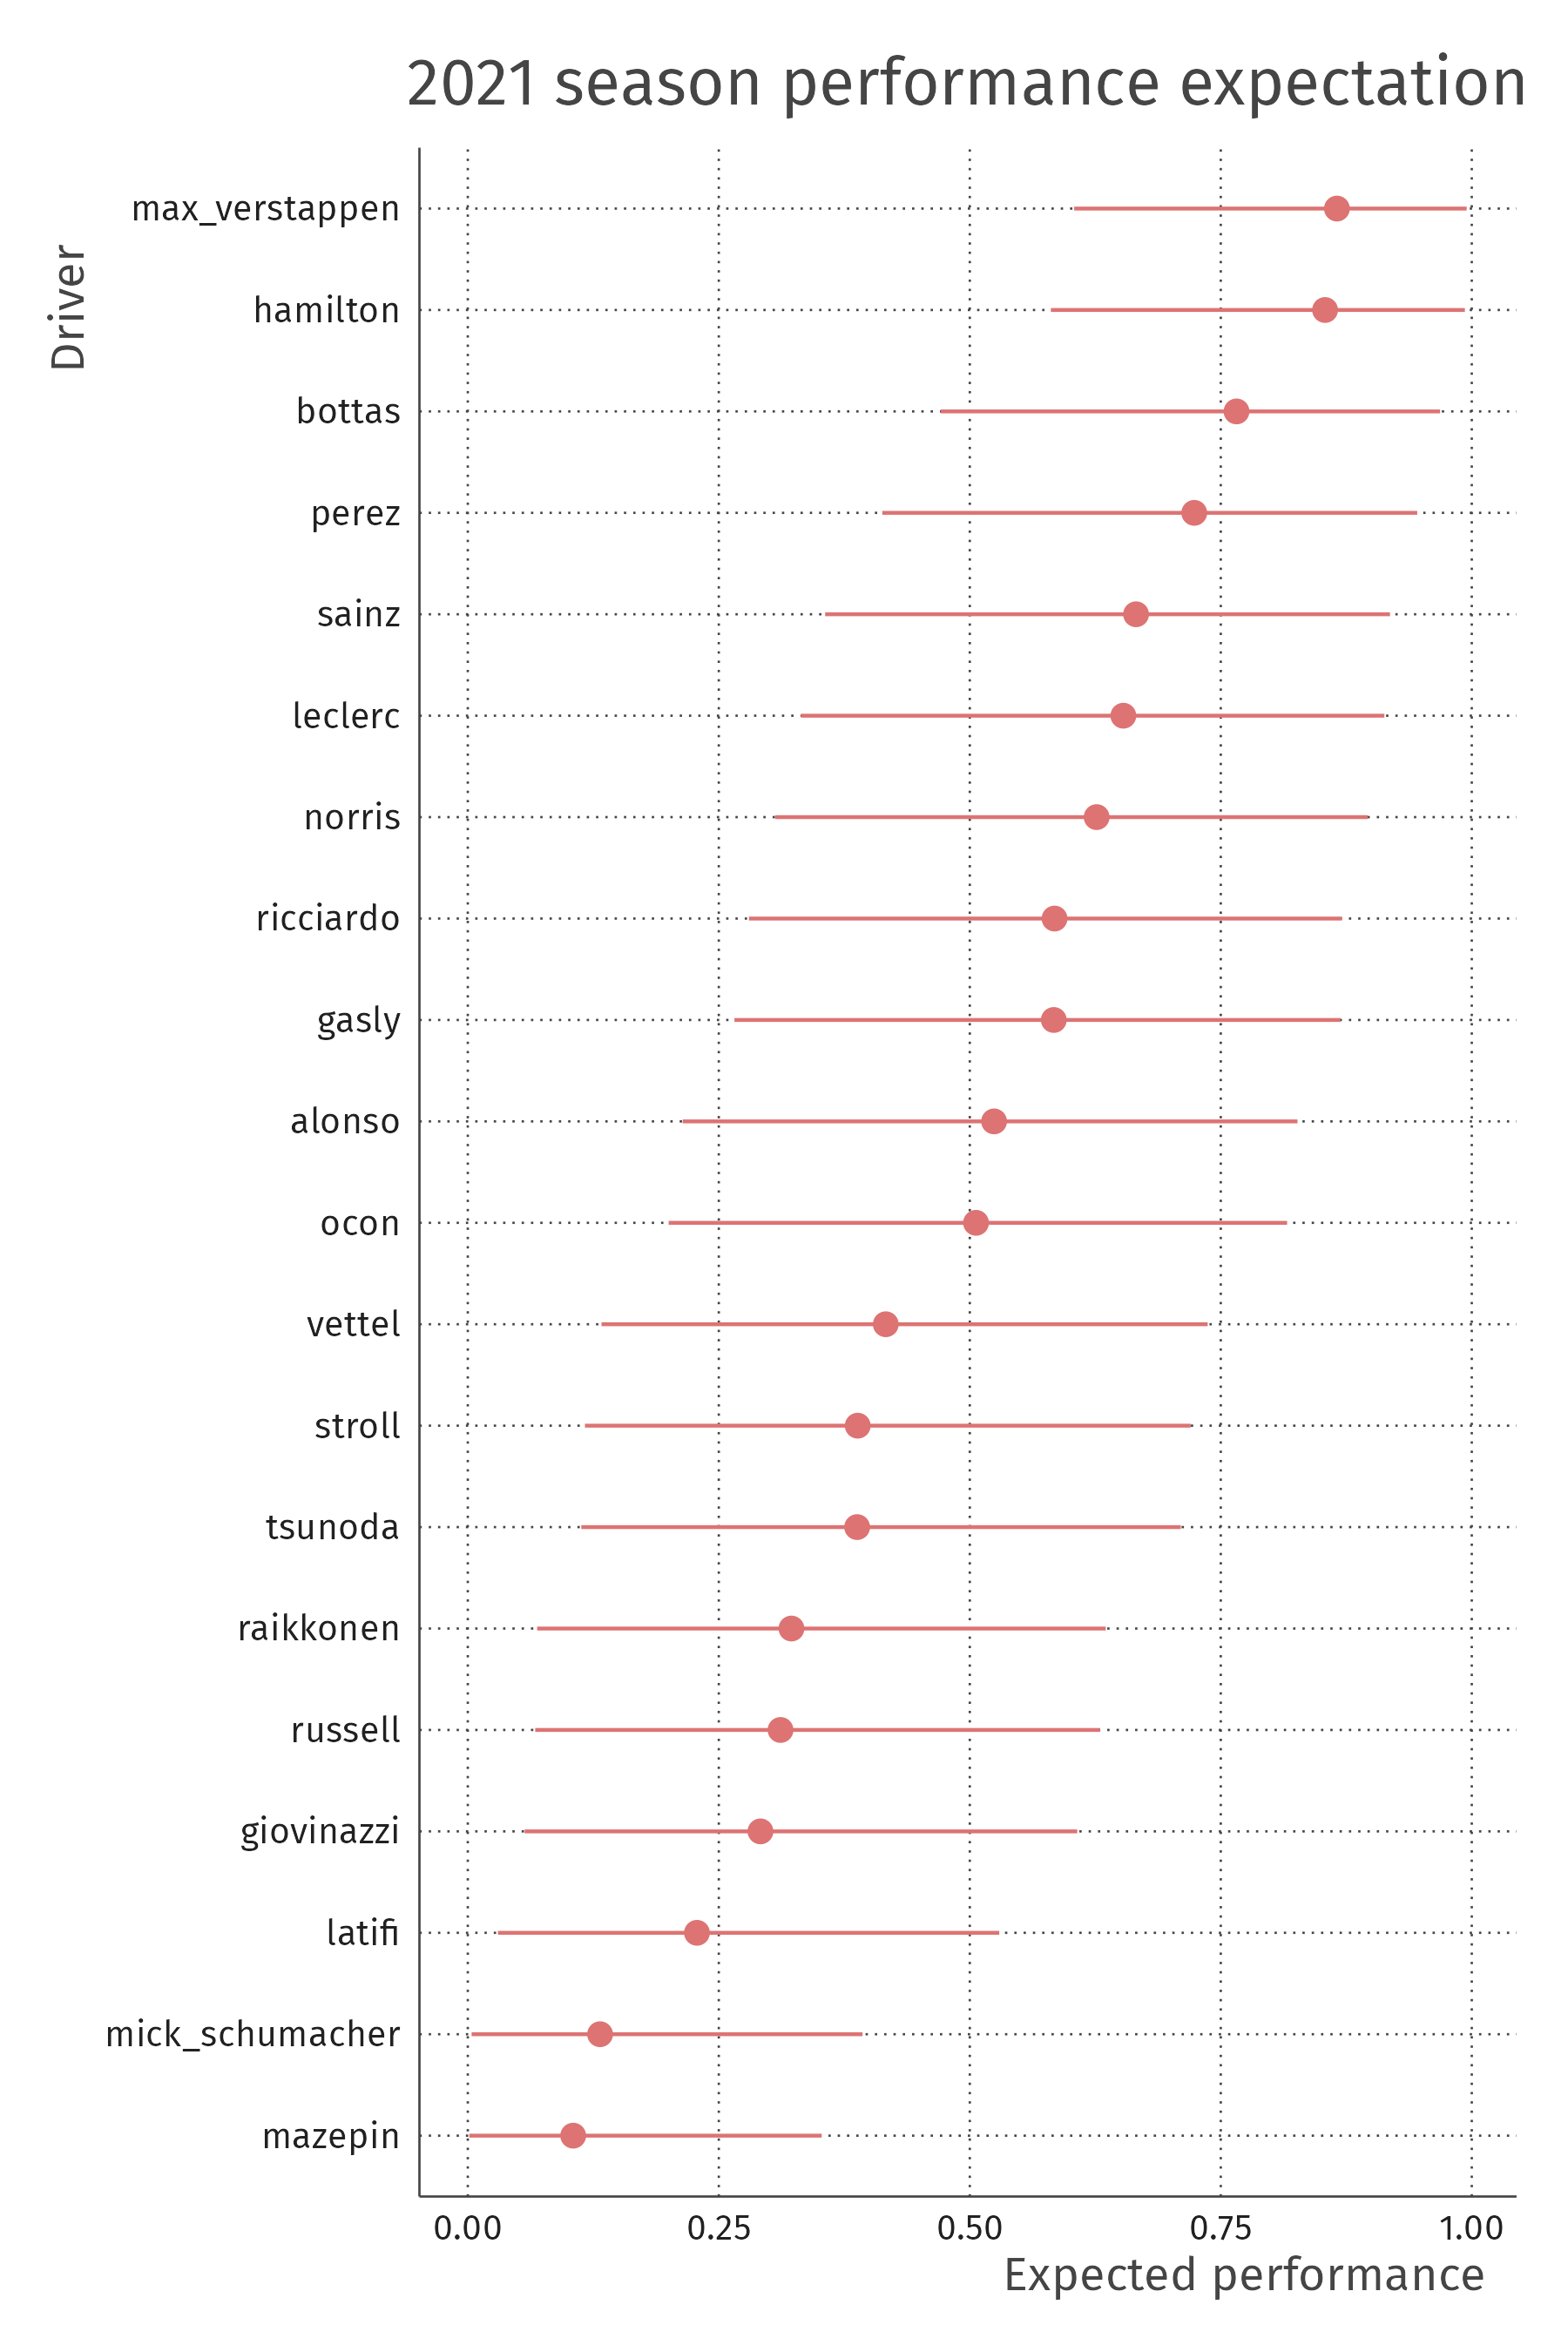 2021 season performance expectation
Driver
max_verstappen
hamilton
bottas
perez
sainz
leclerc
norris
ricciardo
gasly
alonso
ocon
vettel
stroll
tsunoda
raikkonen
russell
giovinazzi
latifi
mick_schumacher
mazepin
0.00 0.25 0.50 0.75 1.00
Expected performance